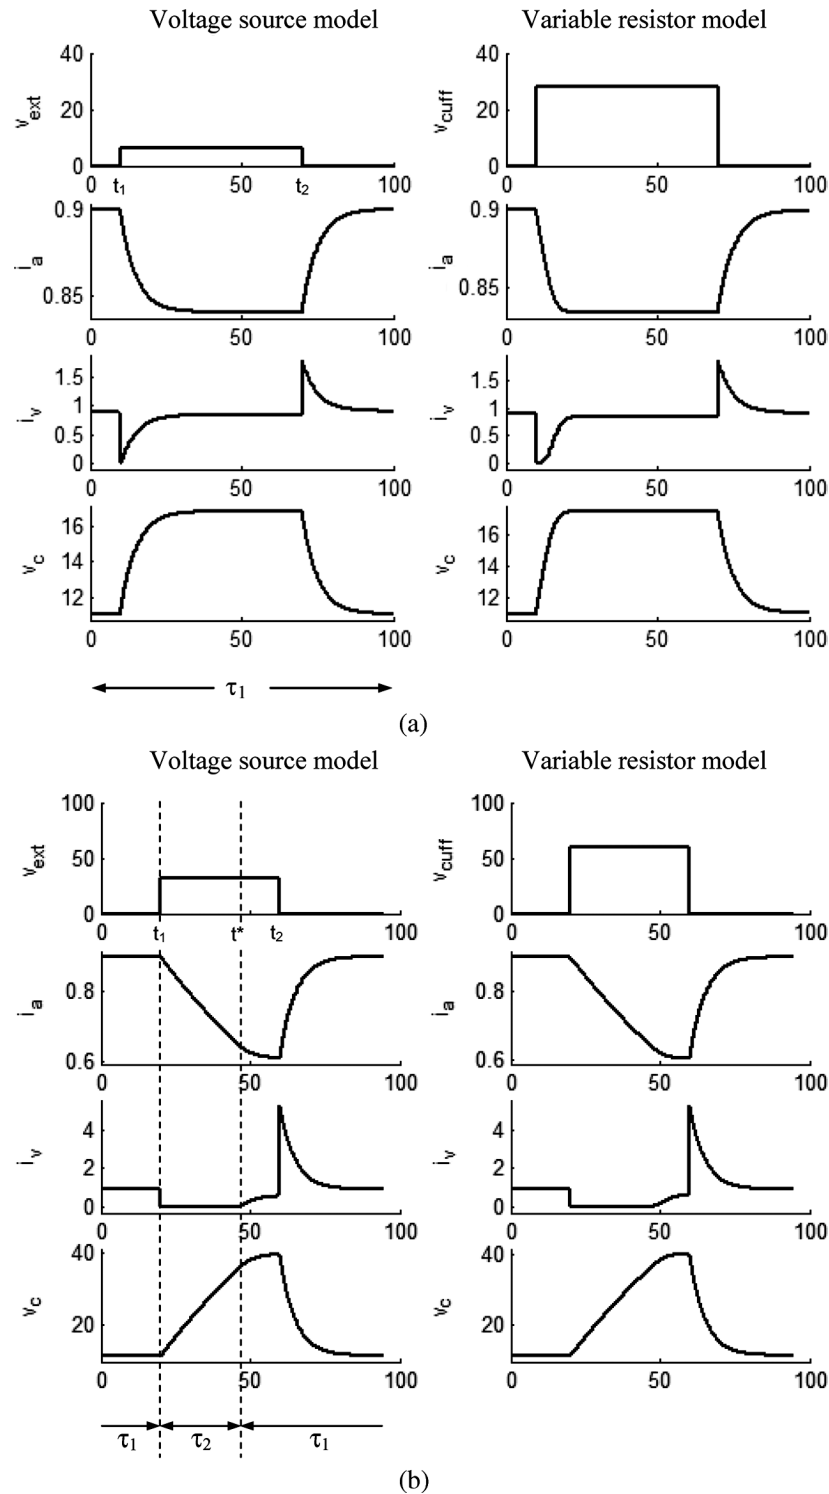 Voltage source model
Variable resistor model
40
20
0
v_ext
0 t₁ 50 t₂ 100
40
20
0
v_cuff
0 50 100
0.9
0.85
i_a
0 50 100
0.9
0.85
i_a
0 50 100
1.5
1
0.5
0
i_v
0 50 100
1.5
1
0.5
0
i_v
0 50 100
16
14
12
v_c
0 50 100
16
14
12
v_c
0 50 100
τ₁
(a)
Voltage source model
Variable resistor model
100
50
0
v_ext
0 t₁ t* t₂ 100
100
50
0
v_cuff
0 50 100
0.8
0.6
i_a
0 50 100
0.8
0.6
i_a
0 50 100
4
2
0
i_v
0 50 100
4
2
0
i_v
0 50 100
40
20
v_c
0 50 100
40
20
v_c
0 50 100
τ₁ τ₂ τ₁
(b)